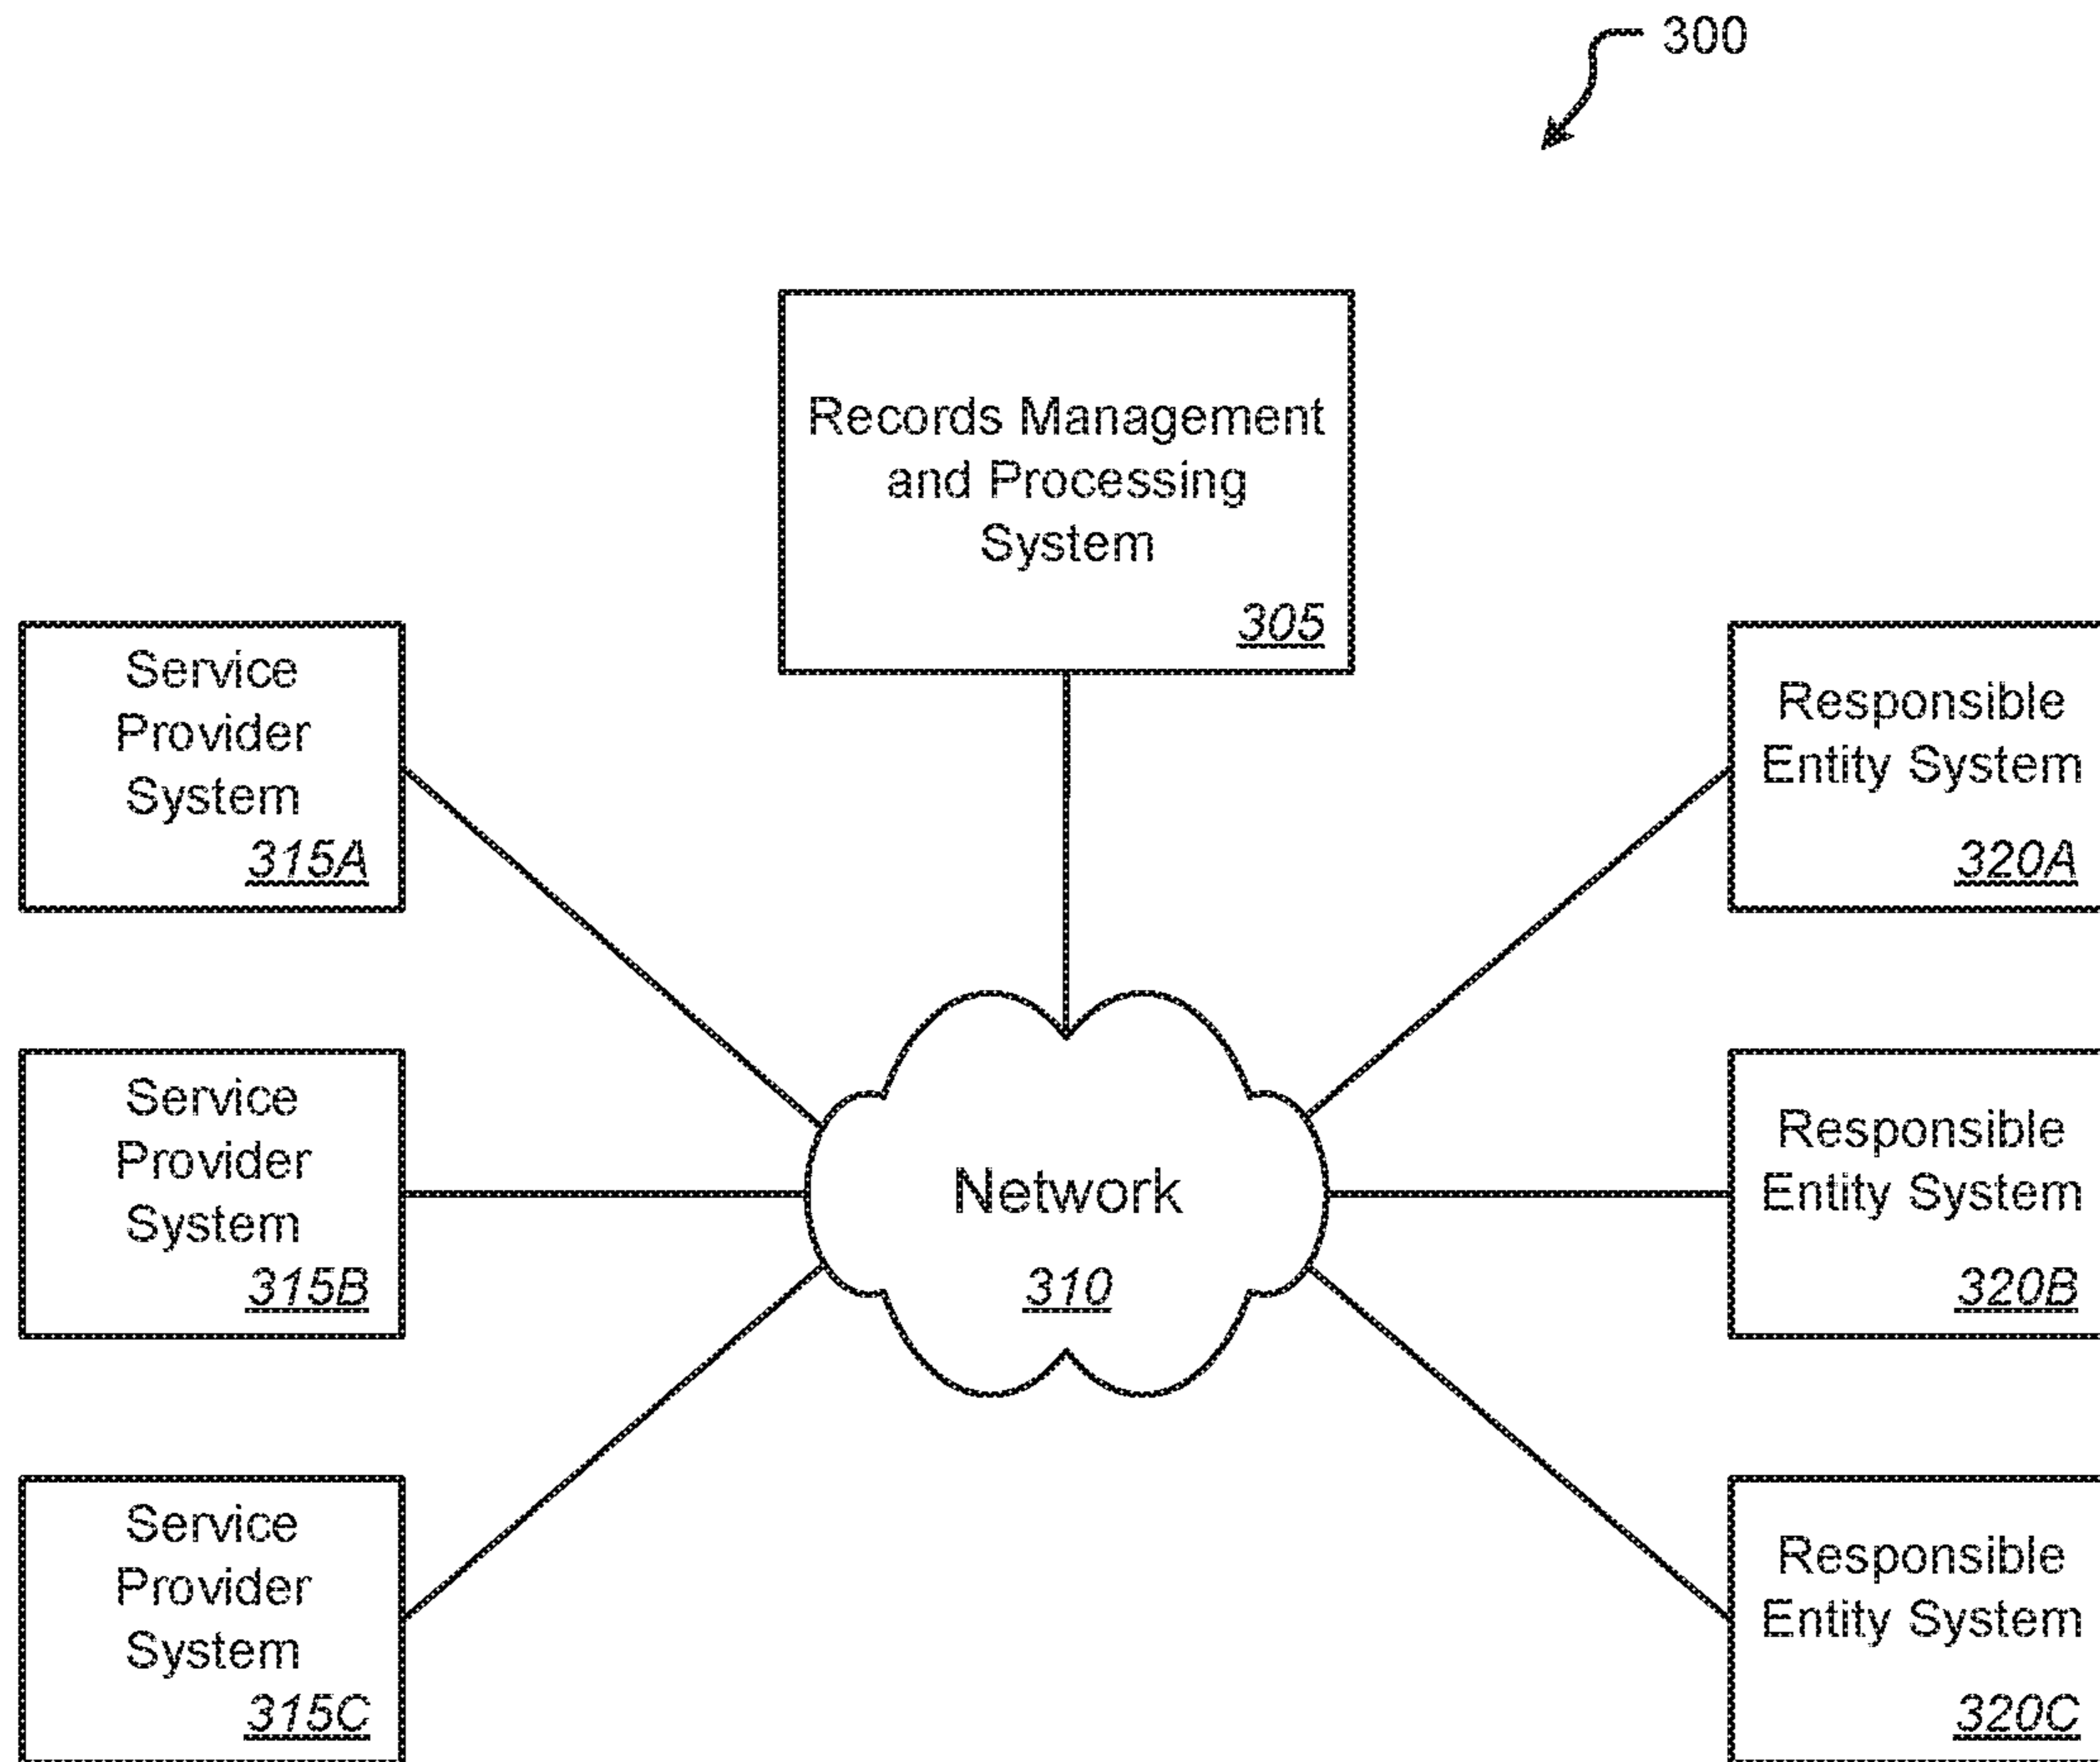 300
Records Management
and Processing
System
305
Service
Provider
System
315A
Responsible
Entity System
320A
Service
Provider
System
315B
Network
310
Responsible
Entity System
320B
Service
Provider
System
315C
Responsible
Entity System
320C